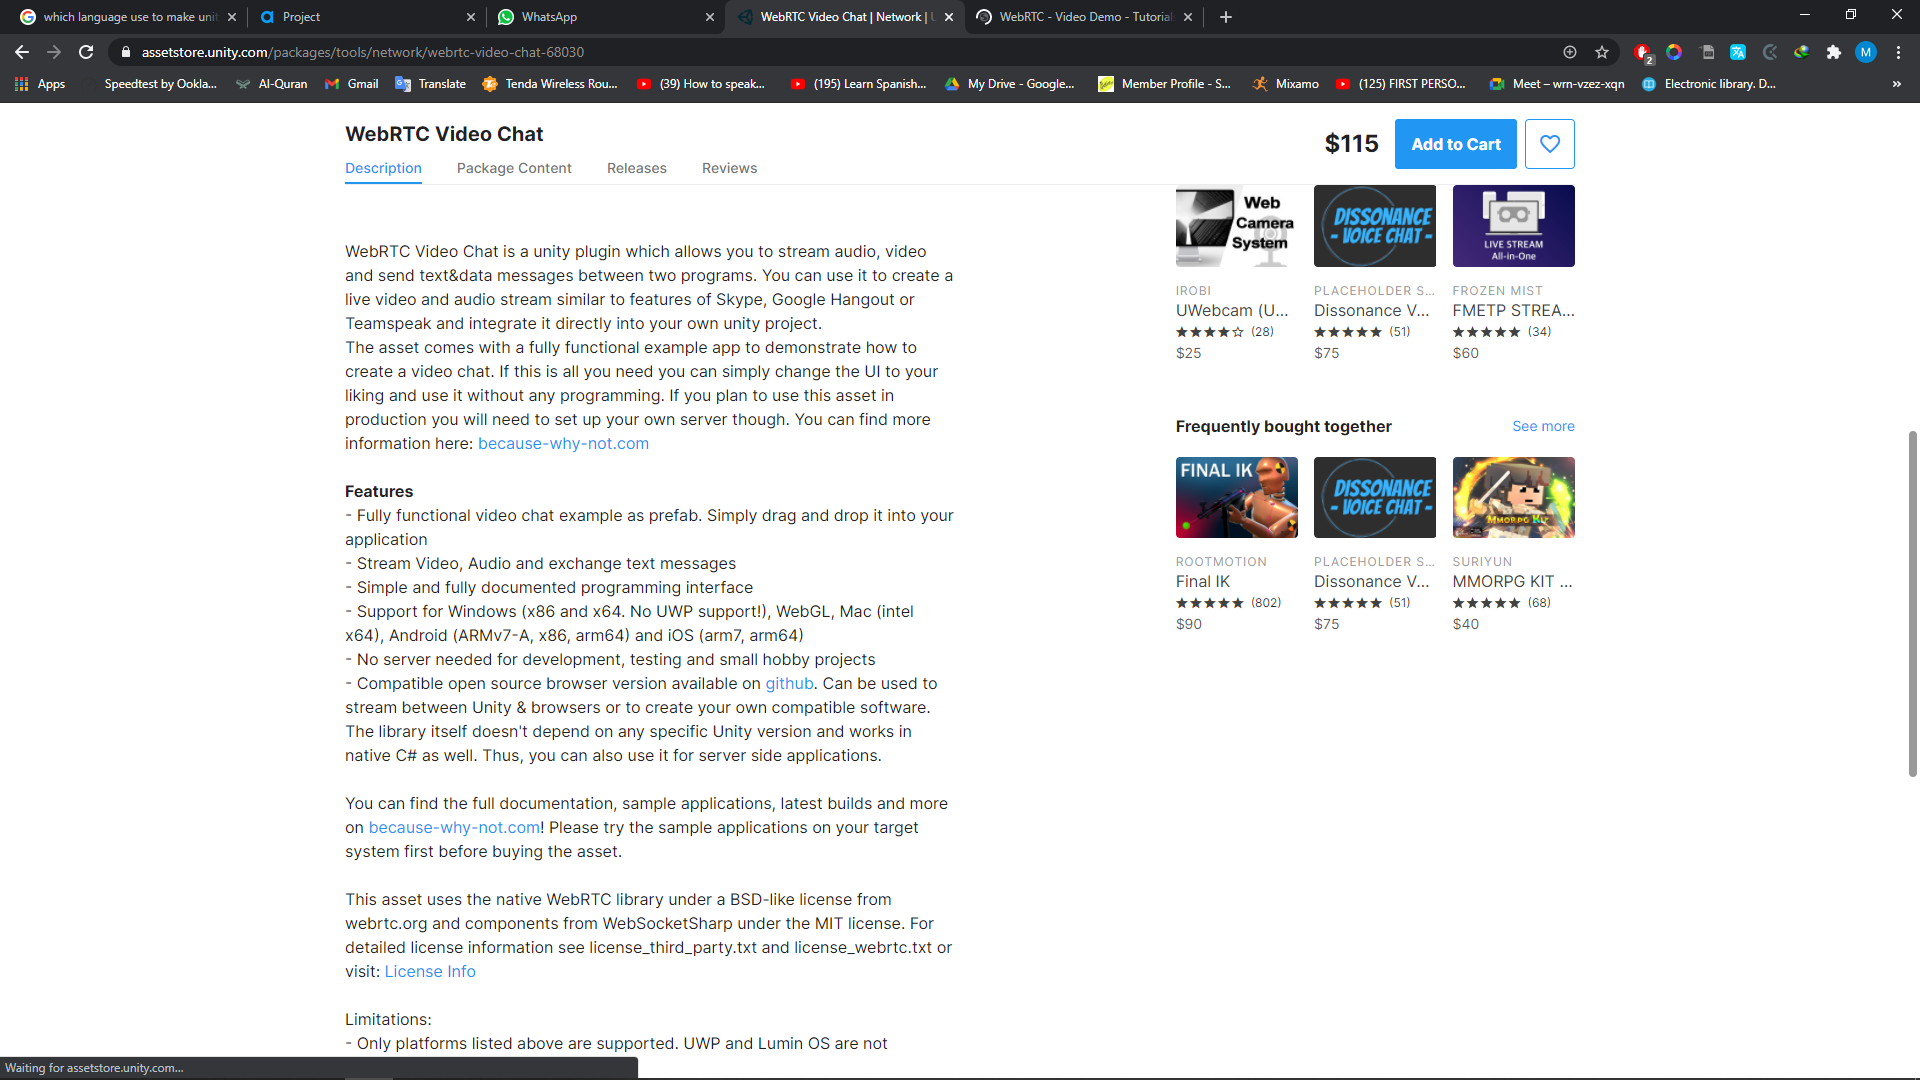 which language use to make unit
Project
WhatsApp
WebRTC Video Chat | Network | U
WebRTC - Video Demo - Tutorial
assetstore.unity.com/packages/tools/network/webrtc-video-chat-68030
2
M
Apps
Speedtest by Ookla...
Al-Quran
Gmail
Translate
Tenda Wireless Rou...
(39) How to speak...
(195) Learn Spanish...
My Drive - Google...
Member Profile - S...
Mixamo
(125) FIRST PERSO...
Meet – wrn-vzez-xqn
Electronic library. D...
»
WebRTC Video Chat
$115
Add to Cart
Description
Package Content
Releases
Reviews
WebRTC Video Chat is a unity plugin which allows you to stream audio, video
and send text&data messages between two programs. You can use it to create a
live video and audio stream similar to features of Skype, Google Hangout or
Teamspeak and integrate it directly into your own unity project.
The asset comes with a fully functional example app to demonstrate how to
create a video chat. If this is all you need you can simply change the UI to your
liking and use it without any programming. If you plan to use this asset in
production you will need to set up your own server though. You can find more
information here: because-why-not.com
Features
- Fully functional video chat example as prefab. Simply drag and drop it into your
application
- Stream Video, Audio and exchange text messages
- Simple and fully documented programming interface
- Support for Windows (x86 and x64. No UWP support!), WebGL, Mac (intel
x64), Android (ARMv7-A, x86, arm64) and iOS (arm7, arm64)
- No server needed for development, testing and small hobby projects
- Compatible open source browser version available on github. Can be used to
stream between Unity & browsers or to create your own compatible software.
The library itself doesn't depend on any specific Unity version and works in
native C# as well. Thus, you can also use it for server side applications.
You can find the full documentation, sample applications, latest builds and more
on because-why-not.com! Please try the sample applications on your target
system first before buying the asset.
This asset uses the native WebRTC library under a BSD-like license from
webrtc.org and components from WebSocketSharp under the MIT license. For
detailed license information see license_third_party.txt and license_webrtc.txt or
visit: License Info
Limitations:
- Only platforms listed above are supported. UWP and Lumin OS are not
Web
Camera
System
IROBI
UWebcam (U...
★★★★☆ (28)
$25
DISSONANCE
- VOICE CHAT -
PLACEHOLDER S...
Dissonance V...
★★★★★ (51)
$75
LIVE STREAM
All-in-One
FROZEN MIST
FMETP STREA...
★★★★★ (34)
$60
Frequently bought together
See more
FINAL IK
ROOTMOTION
Final IK
★★★★★ (802)
$90
DISSONANCE
- VOICE CHAT -
PLACEHOLDER S...
Dissonance V...
★★★★★ (51)
$75
MMORPG KIT
SURIYUN
MMORPG KIT ...
★★★★★ (68)
$40
Waiting for assetstore.unity.com...